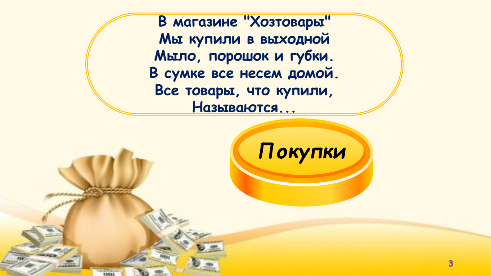 В магазине "Хозтовары"
Мы купили в выходной
Мыло, порошок и губки.
В сумке все несем домой.
Все товары, что купили,
Называются...
Покупки
3